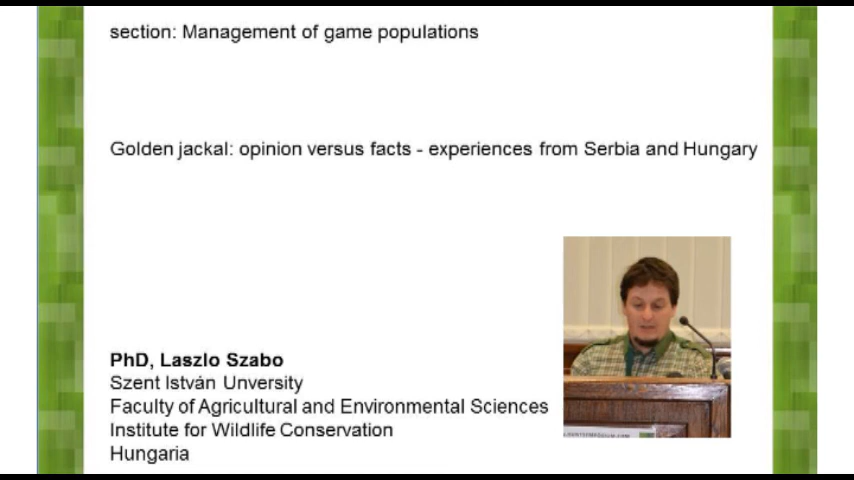 section: Management of game populations
Golden jackal: opinion versus facts - experiences from Serbia and Hungary
PhD, Laszlo Szabo
Szent István Unversity
Faculty of Agricultural and Environmental Sciences
Institute for Wildlife Conservation
Hungaria